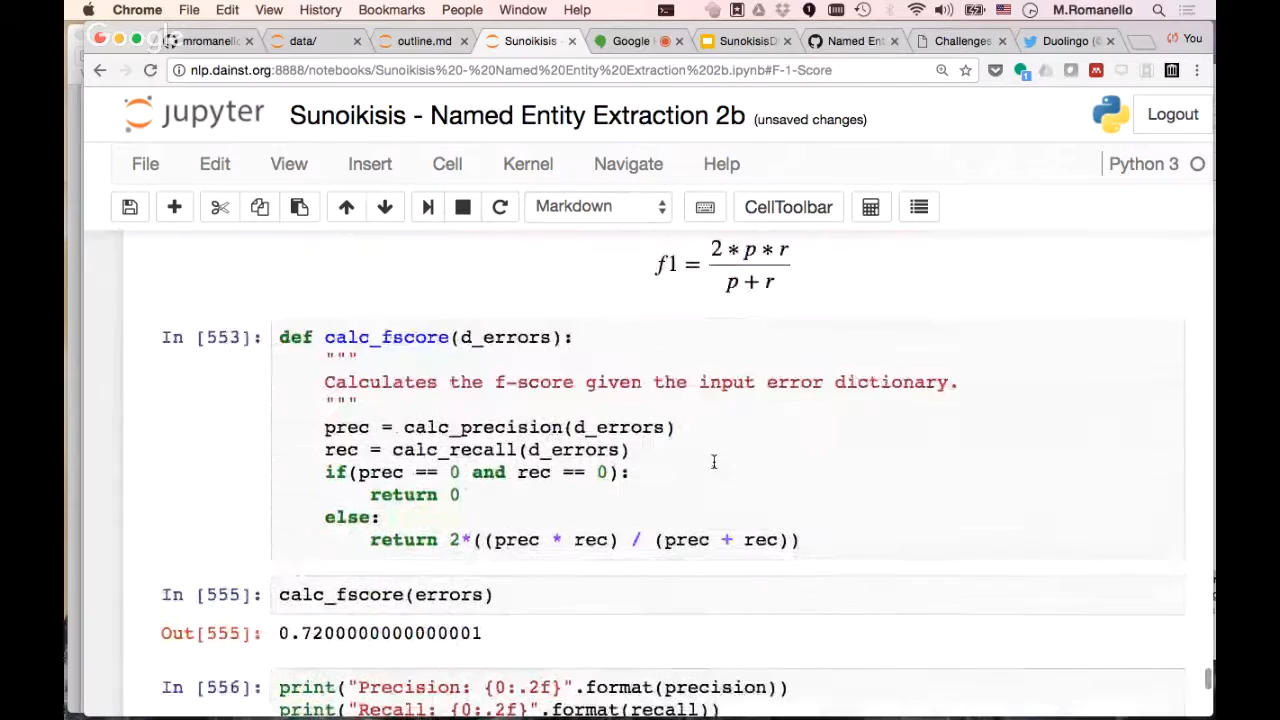 Chrome File Edit View History Bookmarks People Window Help M.Romanello
Google mromanello data/ outline.md Sunoikisis - Google SunokisisD Named Ent Challenges Duolingo ( You
nlp.dainst.org:8888/notebooks/Sunoikisis%20-%20Named%20Entity%20Extraction%202b.ipynb#F-1-Score
jupyter Sunoikisis - Named Entity Extraction 2b (unsaved changes) Logout
File Edit View Insert Cell Kernel Navigate Help Python 3
Markdown CellToolbar
f1 = 2 * p * r
p + r
In [553]: def calc_fscore(d_errors):
"""
Calculates the f-score given the input error dictionary.
"""
prec = calc_precision(d_errors)
rec = calc_recall(d_errors)
if(prec == 0 and rec == 0):
return 0
else:
return 2*((prec * rec) / (prec + rec))
In [555]: calc_fscore(errors)
Out[555]: 0.7200000000000001
In [556]: print("Precision: {0:.2f}".format(precision))
print("Recall: {0:.2f}".format(recall))